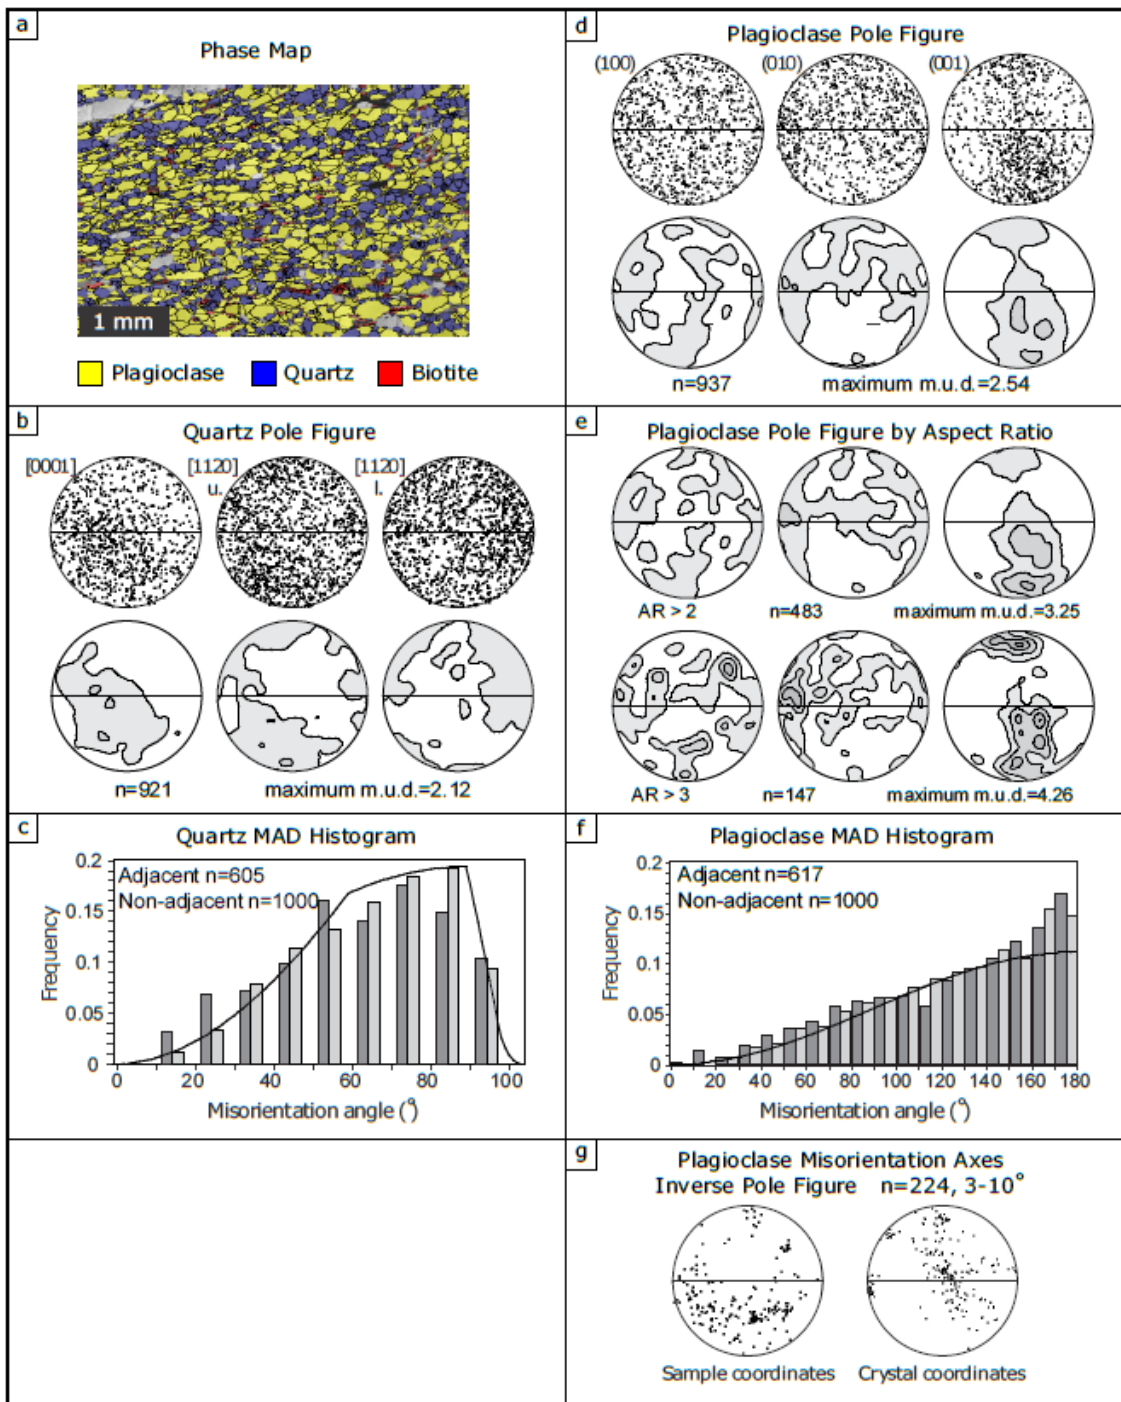 a
Phase Map
1 mm
Plagioclase Quartz Biotite
b
Quartz Pole Figure
[0001] [1120] u. [1120] l.
n=921 maximum m.u.d.=2.12
c
Quartz MAD Histogram
Adjacent n=605
Non-adjacent n=1000
Frequency
0.2
0.15
0.1
0.05
0
0 20 40 60 80 100
Misorientation angle (°)
d
Plagioclase Pole Figure
(100) (010) (001)
n=937 maximum m.u.d.=2.54
e
Plagioclase Pole Figure by Aspect Ratio
AR > 2 n=483 maximum m.u.d.=3.25
AR > 3 n=147 maximum m.u.d.=4.26
f
Plagioclase MAD Histogram
Adjacent n=617
Non-adjacent n=1000
Frequency
0.2
0.15
0.1
0.05
0
0 20 40 60 80 100 120 140 160 180
Misorientation angle (°)
g
Plagioclase Misorientation Axes
Inverse Pole Figure n=224, 3-10°
Sample coordinates Crystal coordinates